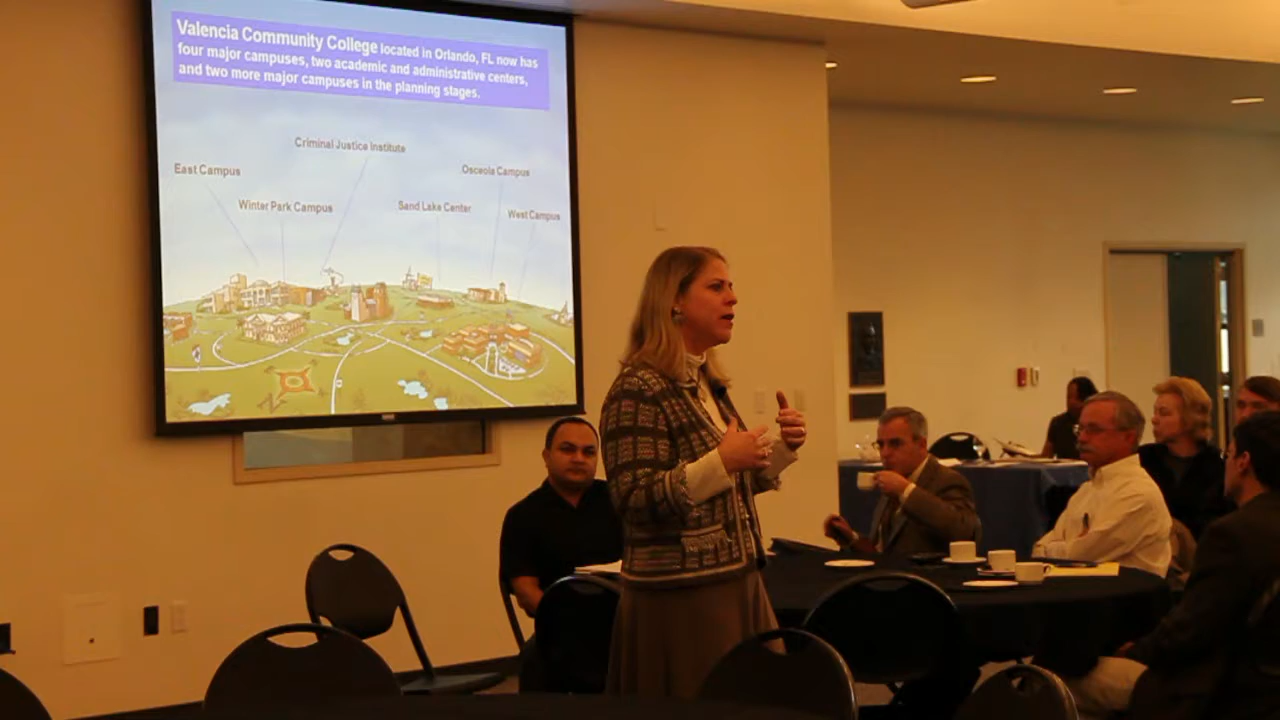 Valencia Community College located in Orlando, FL now has
four major campuses, two academic and administrative centers,
and two more major campuses in the planning stages.
Criminal Justice Institute
East Campus
Osceola Campus
Winter Park Campus
Sand Lake Center
West Campus